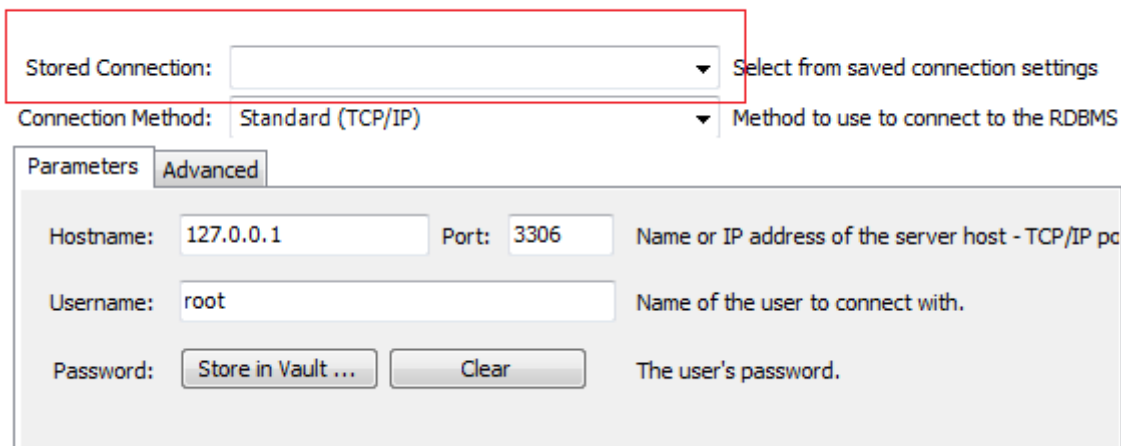 Stored Connection: Select from saved connection settings
Connection Method: Standard (TCP/IP) Method to use to connect to the RDBMS
Parameters Advanced
Hostname: 127.0.0.1 Port: 3306 Name or IP address of the server host - TCP/IP po
Username: root Name of the user to connect with.
Password: Store in Vault ... Clear The user's password.